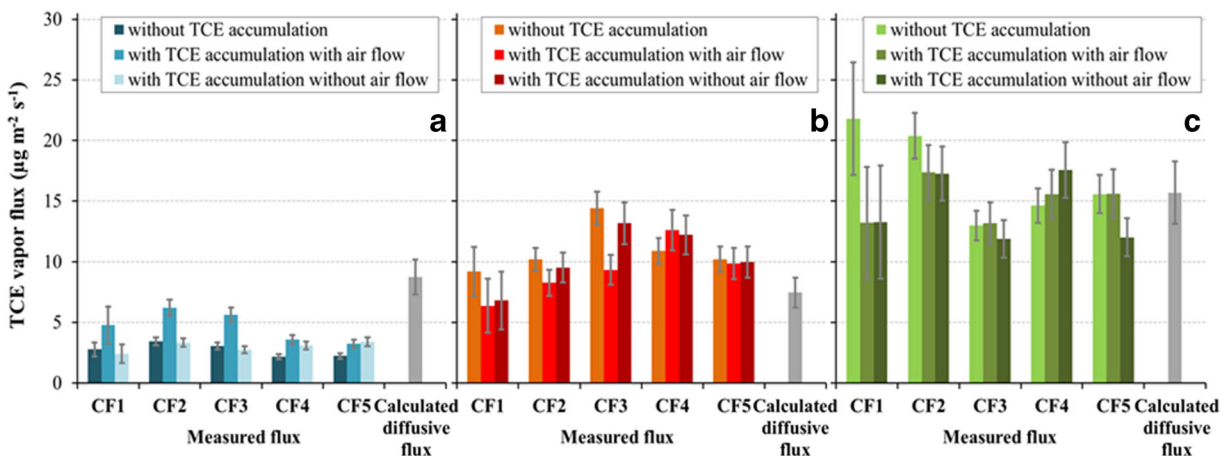 TCE vapor flux (µg m⁻² s⁻¹)
30
25
20
15
10
5
0
without TCE accumulation
with TCE accumulation with air flow
with TCE accumulation without air flow
a
CF1 CF2 CF3 CF4 CF5 Calculated
diffusive
flux
Measured flux
without TCE accumulation
with TCE accumulation with air flow
with TCE accumulation without air flow
b
CF1 CF2 CF3 CF4 CF5 Calculated
diffusive
flux
Measured flux
without TCE accumulation
with TCE accumulation with air flow
with TCE accumulation without air flow
c
CF1 CF2 CF3 CF4 CF5 Calculated
diffusive
flux
Measured flux